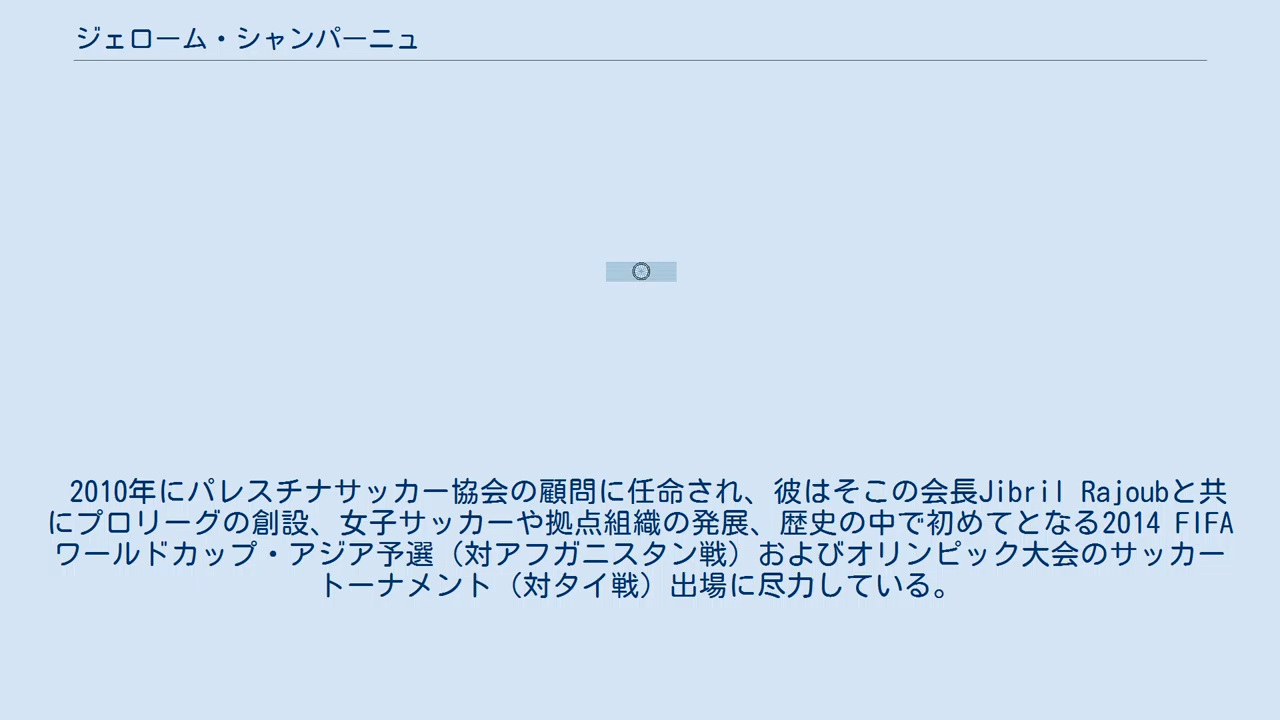 ジェローム・シャンパーニュ
2010年にパレスチナサッカー協会の顧問に任命され、彼はそこの会長Jibril Rajoubと共
にプロリーグの創設、女子サッカーや拠点組織の発展、歴史の中で初めてとなる2014 FIFA
ワールドカップ・アジア予選（対アフガニスタン戦）およびオリンピック大会のサッカー
トーナメント（対タイ戦）出場に尽力している。